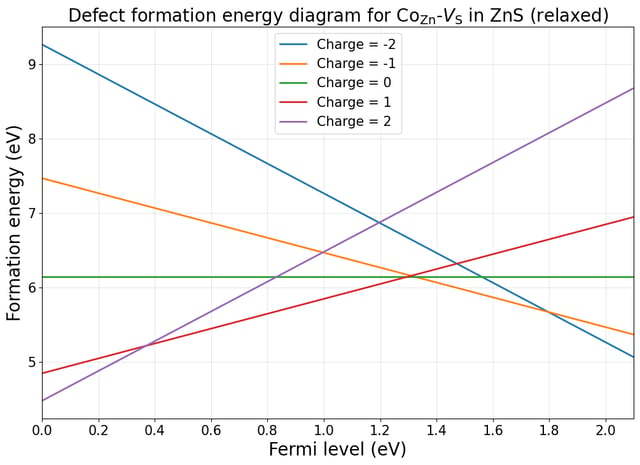 Defect formation energy diagram for Co_Zn-V_S in ZnS (relaxed)
Charge = -2
Charge = -1
Charge = 0
Charge = 1
Charge = 2
Formation energy (eV)
9
8
7
6
5
0.0 0.2 0.4 0.6 0.8 1.0 1.2 1.4 1.6 1.8 2.0
Fermi level (eV)